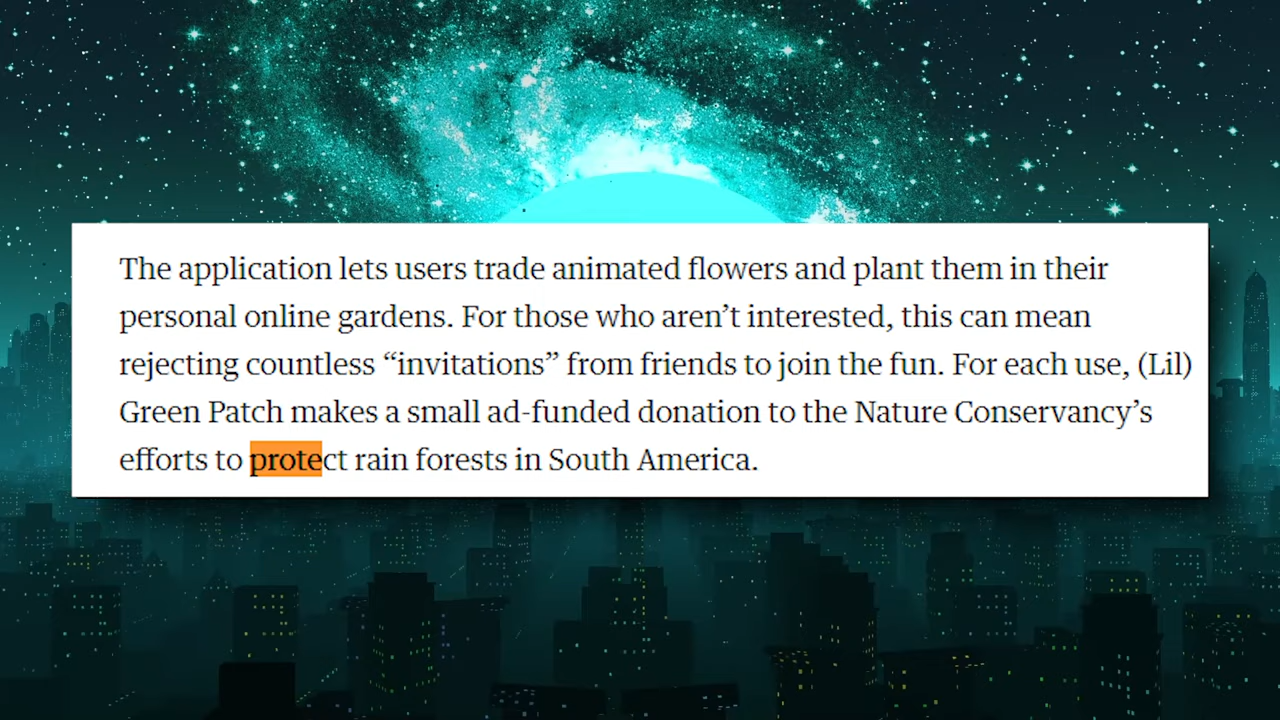 The application lets users trade animated flowers and plant them in their
personal online gardens. For those who aren’t interested, this can mean
rejecting countless “invitations” from friends to join the fun. For each use, (Lil)
Green Patch makes a small ad-funded donation to the Nature Conservancy’s
efforts to protect rain forests in South America.